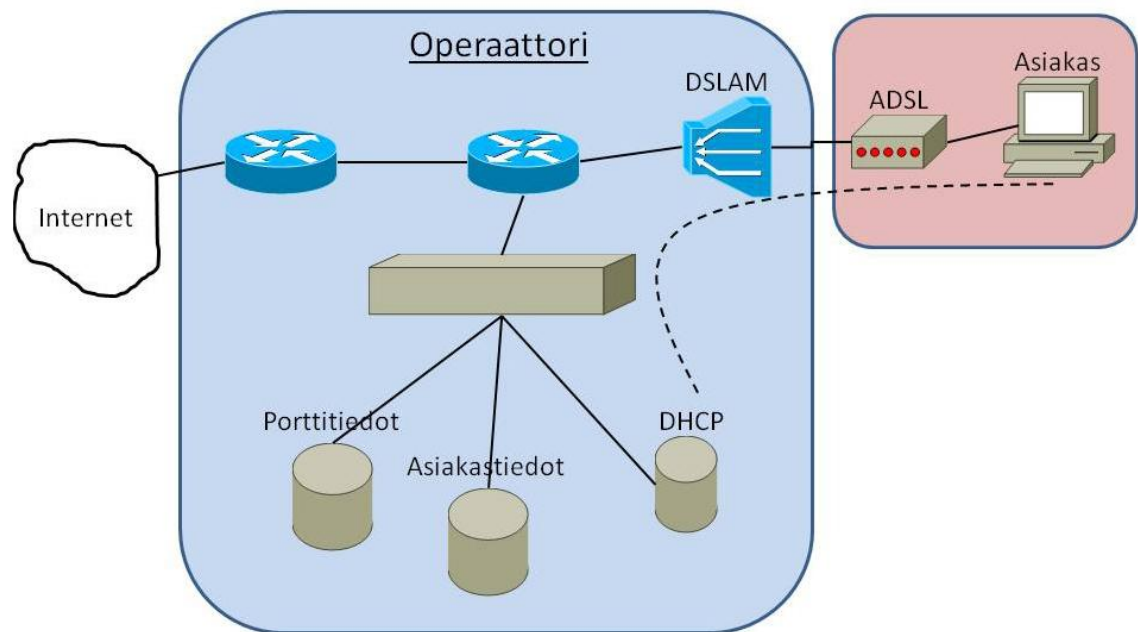 Operaattori
DSLAM
Asiakas
ADSL
Internet
Porttitiedot
DHCP
Asiakastiedot